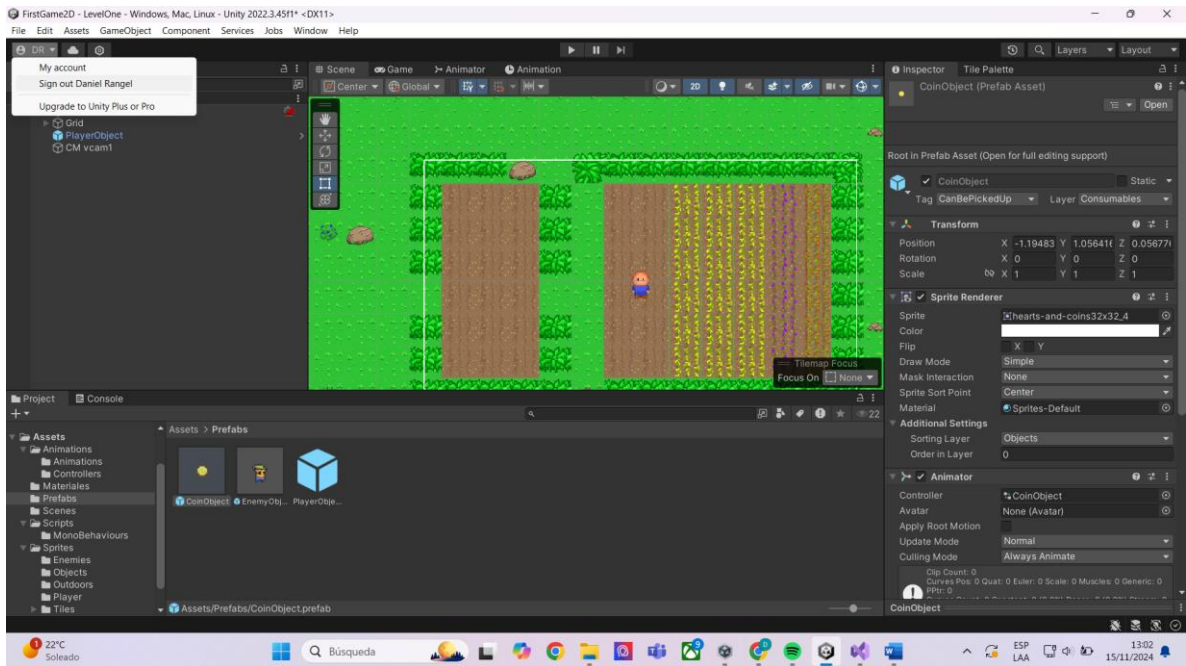 FirstGame2D - LevelOne - Windows, Mac, Linux - Unity 2022.3.45f1* <DX11>
File Edit Assets GameObject Component Services Jobs Window Help
DR
Layers Layout
My account
Sign out Daniel Rangel
Upgrade to Unity Plus or Pro
Grid
PlayerObject
CM vcam1
Scene Game Animator Animation
Center Global 2D
Tilemap Focus
Focus On None
Inspector Tile Palette
CoinObject (Prefab Asset)
Open
Root in Prefab Asset (Open for full editing support)
CoinObject Static
Tag CanBePickedUp Layer Consumables
Transform
Position X -1.19483 Y 1.056416 Z 0.05677
Rotation X 0 Y 0 Z 0
Scale X 1 Y 1 Z 1
Sprite Renderer
Sprite hearts-and-coins32x32_4
Color
Flip X Y
Draw Mode Simple
Mask Interaction None
Sprite Sort Point Center
Material Sprites-Default
Additional Settings
Sorting Layer Objects
Order in Layer 0
Animator
Controller CoinObject
Avatar None (Avatar)
Apply Root Motion
Update Mode Normal
Culling Mode Always Animate
Clip Count: 0
Curves Pos: 0 Quat: 0 Euler: 0 Scale: 0 Muscles: 0 Generic: 0
PPtr: 0
CoinObject
Project Console
22
Assets
Animations
Animations
Controllers
Materiales
Prefabs
Scenes
Scripts
MonoBehaviours
Sprites
Enemies
Objects
Outdoors
Player
Tiles
Assets > Prefabs
CoinObject EnemyObj... PlayerObje...
Assets/Prefabs/CoinObject.prefab
1
22°C
Soleado
Búsqueda
ESP
LAA
13:02
15/11/2024